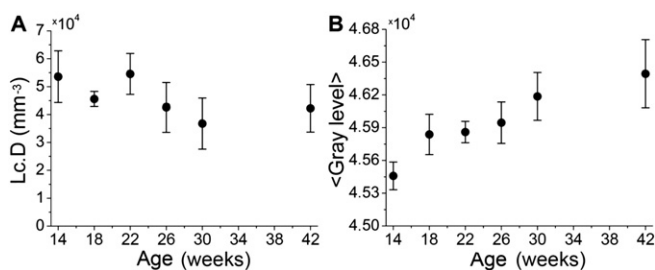 A
×10⁴
7
6
5
4
3
2
1
0
Lc.D (mm⁻³)
14 18 22 26 30 34 38 42
Age (weeks)
B
×10⁴
4.68
4.65
4.62
4.59
4.56
4.53
4.50
<Gray level>
14 18 22 26 30 34 38 42
Age (weeks)